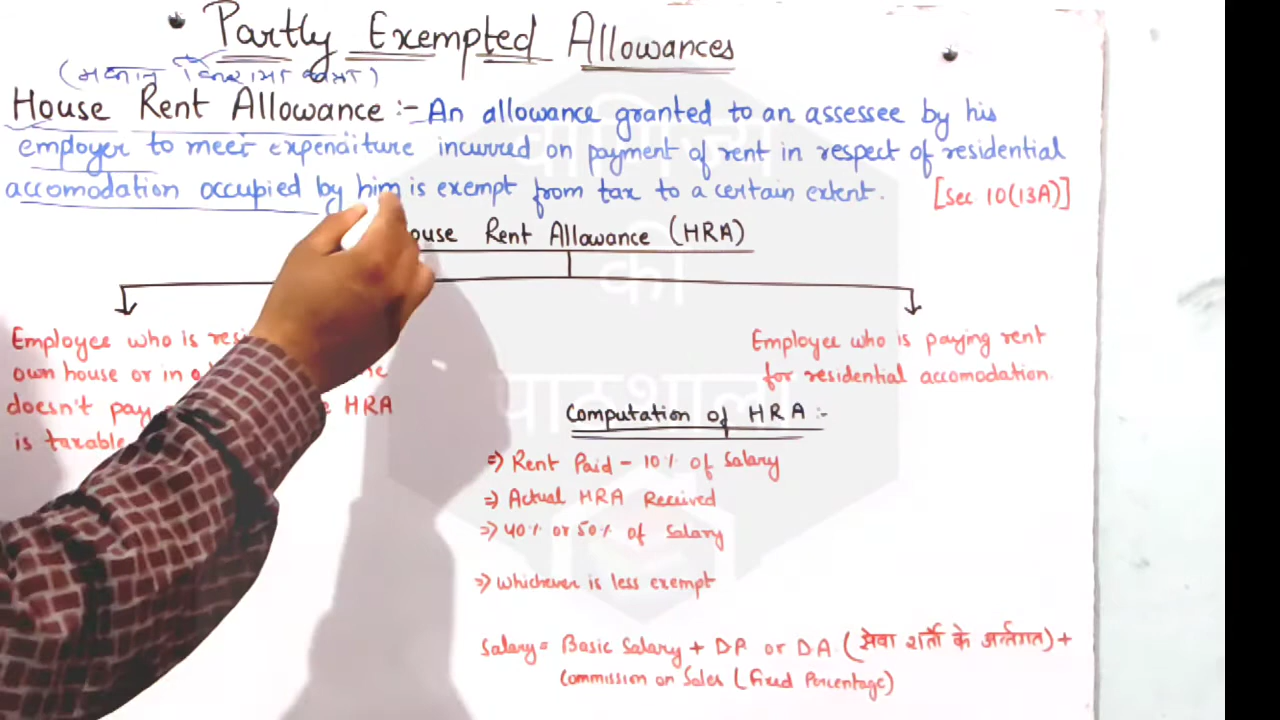 Partly Exempted Allowances
(मकान किराया भत्ता)
House Rent Allowance :- An allowance granted to an assessee by his
employer to meet expenditure incurred on payment of rent in respect of residential
accomodation occupied by him is exempt from tax to a certain extent. [Sec 10(13A)]
ouse Rent Allowance (HRA)
Employee who is
own house or in
doesn't pay HRA
is taxable
Employee who is paying rent
for residential accomodation.
Computation of HRA :-
=> Rent Paid - 10% of Salary
=> Actual HRA Received
=> 40% or 50% of Salary
=> Whichever is less exempt
Salary = Basic Salary + DP or DA (सेवा शर्तो के अर्न्तगत) +
Commission on Sales (Fixed Percentage)
वाणिज्य
की
पाठशाला